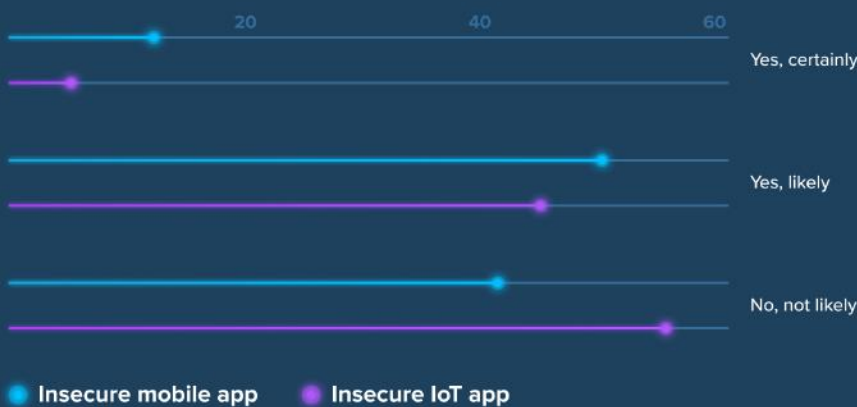 20 40 60
Yes, certainly
Yes, likely
No, not likely
Insecure mobile app Insecure IoT app